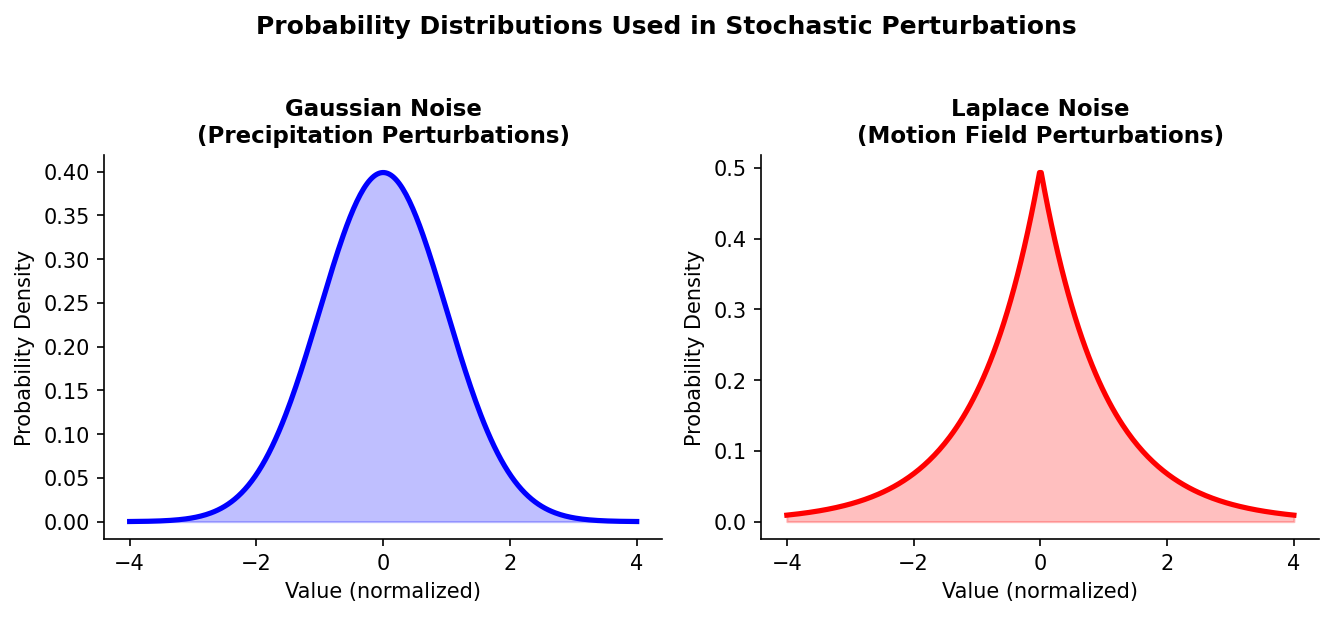 Probability Distributions Used in Stochastic Perturbations
Gaussian Noise
(Precipitation Perturbations)
Probability Density
0.40
0.35
0.30
0.25
0.20
0.15
0.10
0.05
0.00
−4
−2
0
2
4
Value (normalized)
Laplace Noise
(Motion Field Perturbations)
Probability Density
0.5
0.4
0.3
0.2
0.1
0.0
−4
−2
0
2
4
Value (normalized)